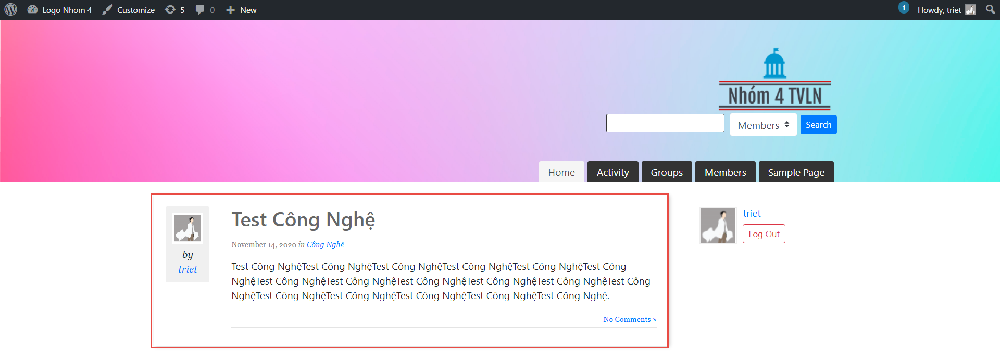 Logo Nhom 4 Customize 5 0 New 1 Howdy, triet
Nhóm 4 TVLN
Members Search
Home Activity Groups Members Sample Page
Test Công Nghệ
November 14, 2020 in Công Nghệ
by
triet
Test Công NghệTest Công NghệTest Công NghệTest Công NghệTest Công NghệTest Công
NghệTest Công NghệTest Công NghệTest Công NghệTest Công NghệTest Công NghệTest Công
NghệTest Công NghệTest Công NghệTest Công NghệTest Công NghệTest Công Nghệ.
No Comments »
triet
Log Out